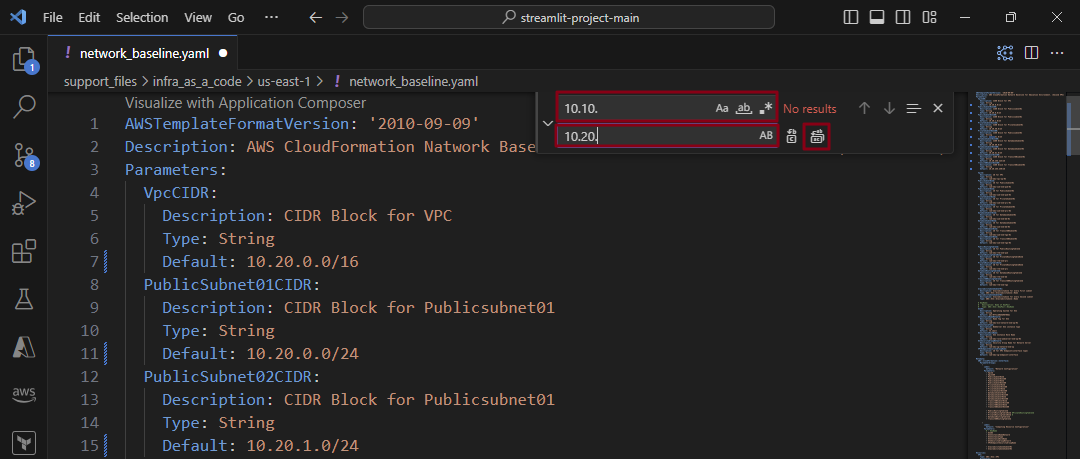 File Edit Selection View Go ··· streamlit-project-main
! network_baseline.yaml
support_files > infra_as_a_code > us-east-1 > ! network_baseline.yaml
10.10. Aa ab .* No results
10.20. AB
1
8
aws
Visualize with Application Composer
1 AWSTemplateFormatVersion: '2010-09-09'
2 Description: AWS CloudFormation Natwork Base
3 Parameters:
4 VpcCIDR:
5 Description: CIDR Block for VPC
6 Type: String
7 Default: 10.20.0.0/16
8 PublicSubnet01CIDR:
9 Description: CIDR Block for Publicsubnet01
10 Type: String
11 Default: 10.20.0.0/24
12 PublicSubnet02CIDR:
13 Description: CIDR Block for Publicsubnet01
14 Type: String
15 Default: 10.20.1.0/24